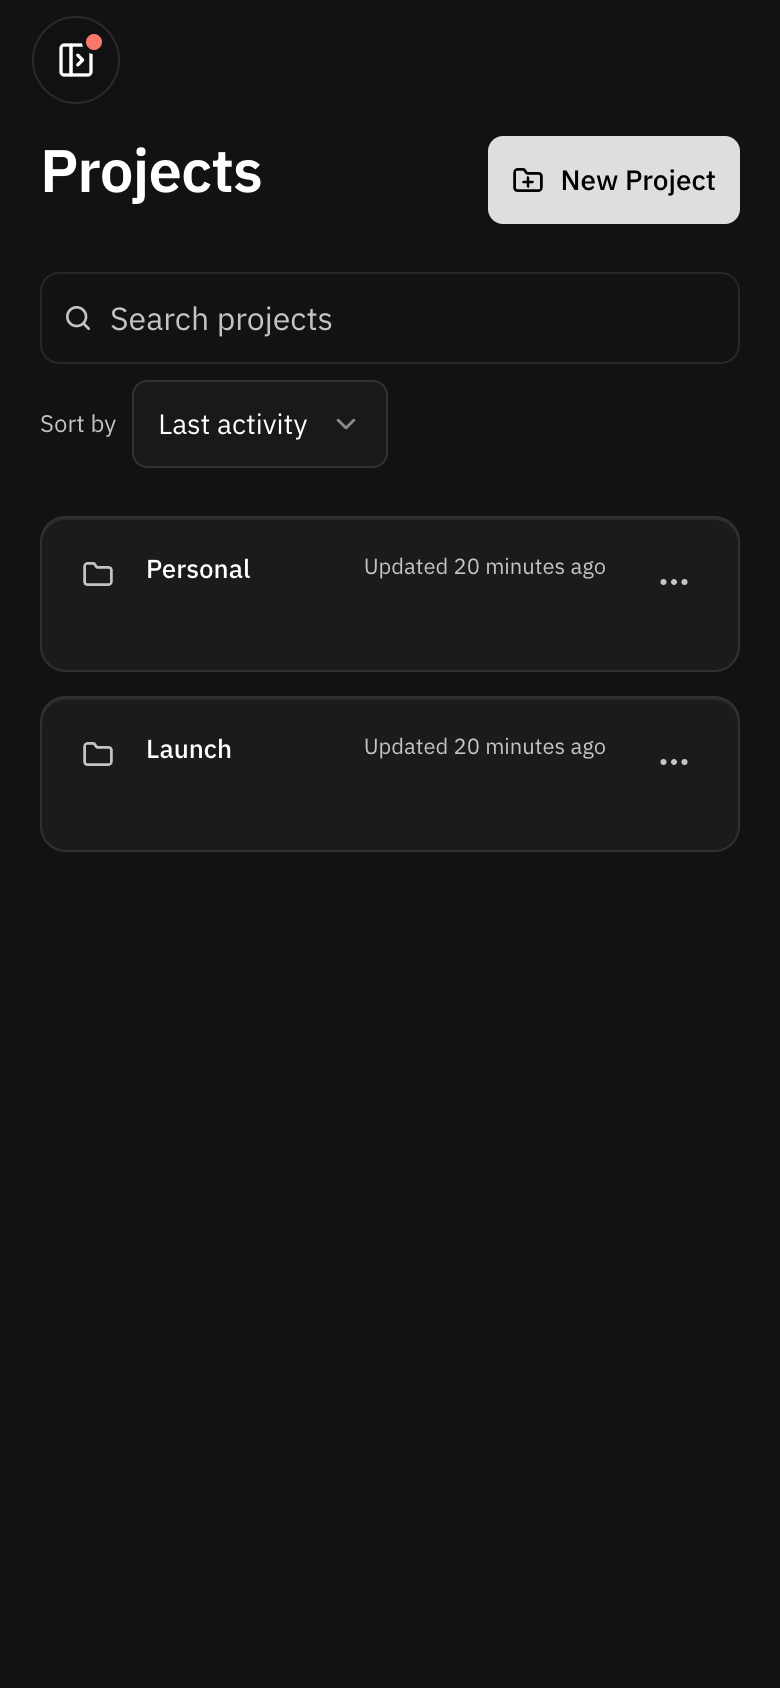 Projects
New Project
Search projects
Sort by
Last activity
Personal
Updated 20 minutes ago
Launch
Updated 20 minutes ago